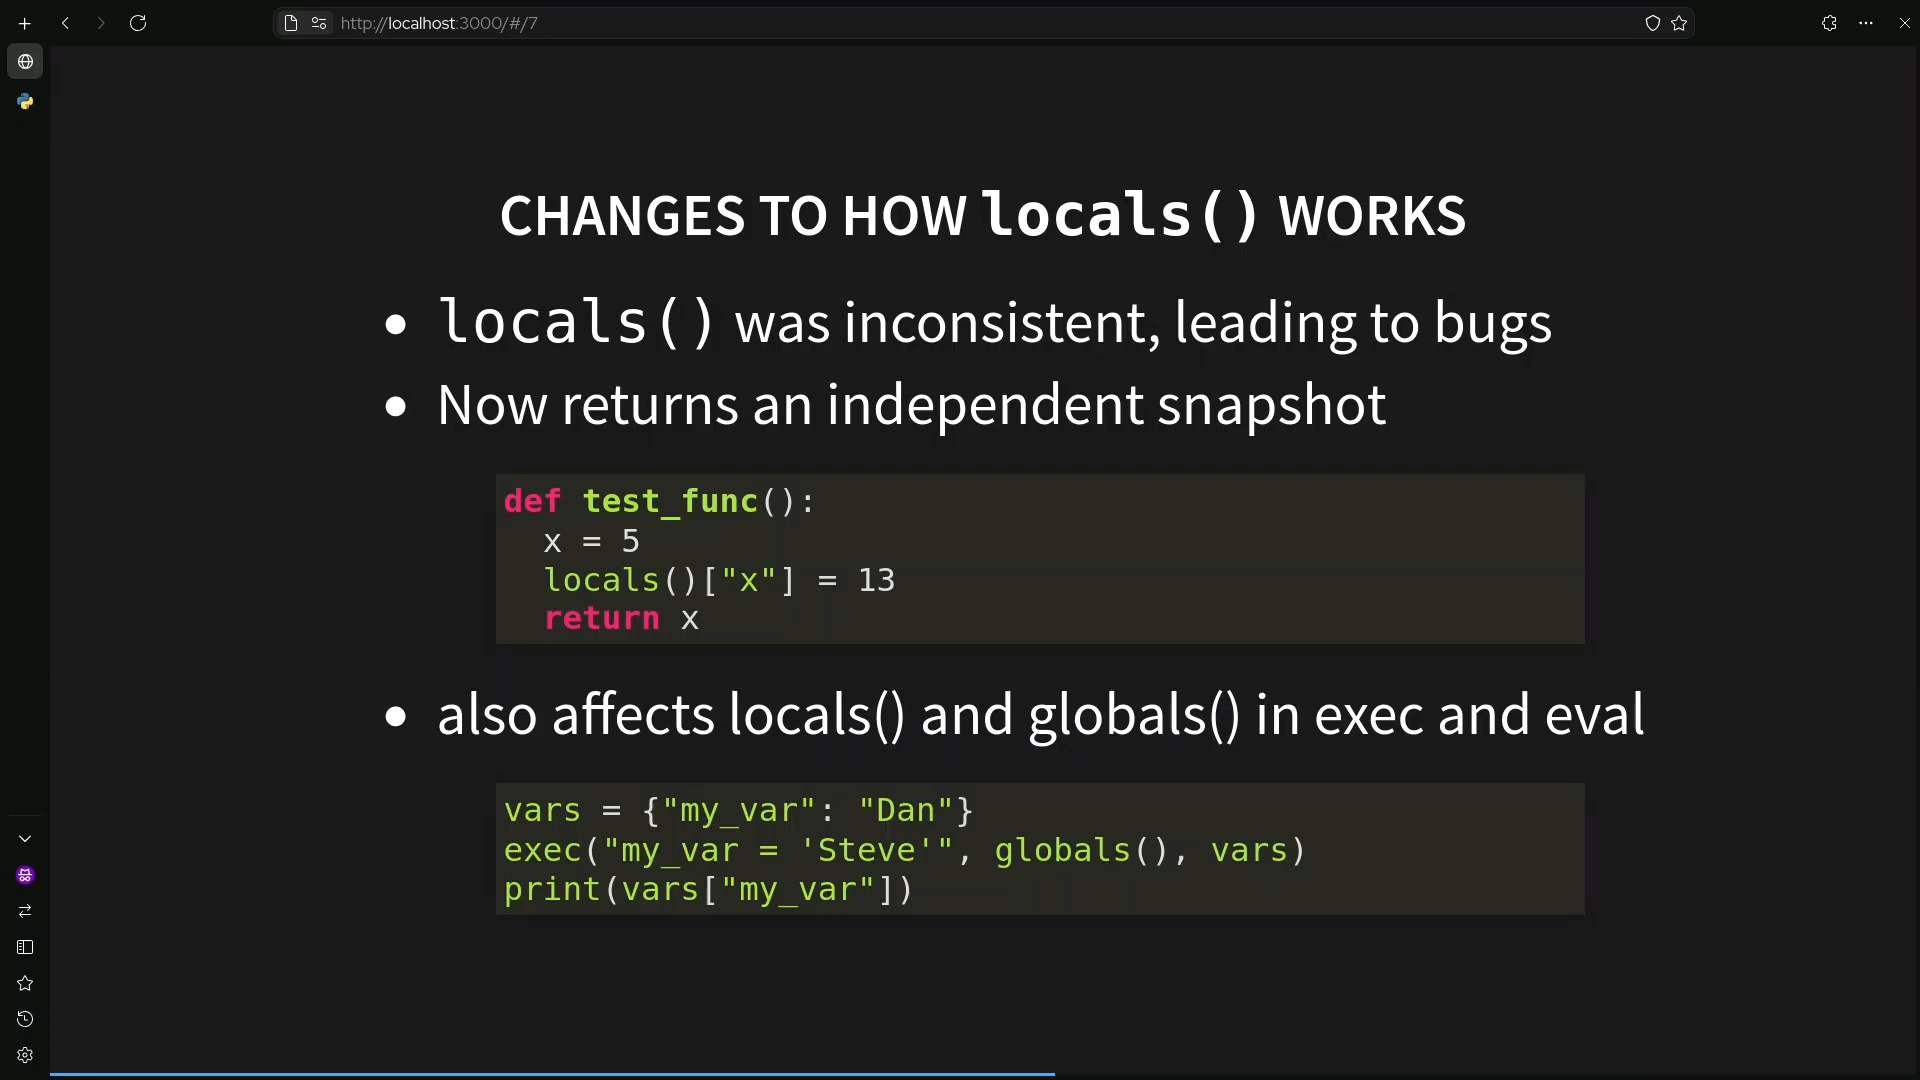 http://localhost:3000/#/7
CHANGES TO HOW locals() WORKS
• locals() was inconsistent, leading to bugs
• Now returns an independent snapshot
def test_func():
  x = 5
  locals()["x"] = 13
  return x
• also affects locals() and globals() in exec and eval
vars = {"my_var": "Dan"}
exec("my_var = 'Steve'", globals(), vars)
print(vars["my_var"])